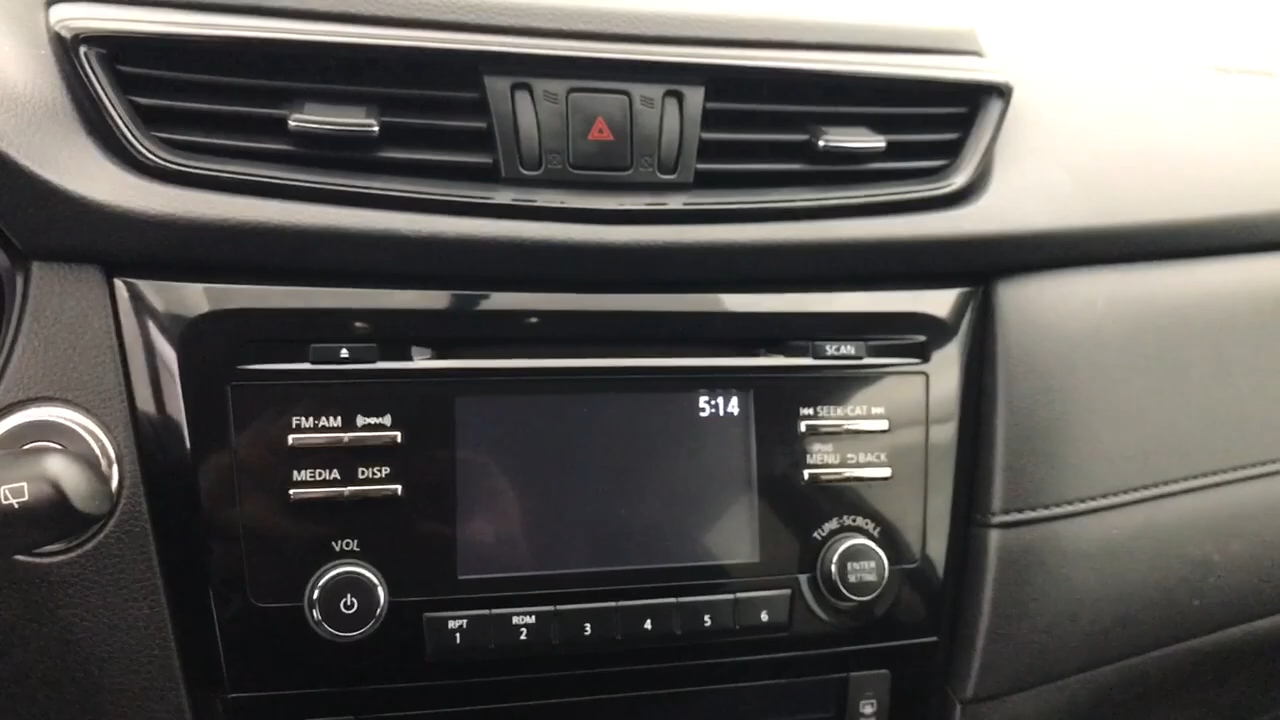 SCAN
5:14
FM·AM ((XM))
SEEK·CAT
MEDIA DISP
iPod
MENU BACK
VOL
TUNE·SCROLL
ENTER
SETTING
RPT RDM
1 2 3 4 5 6